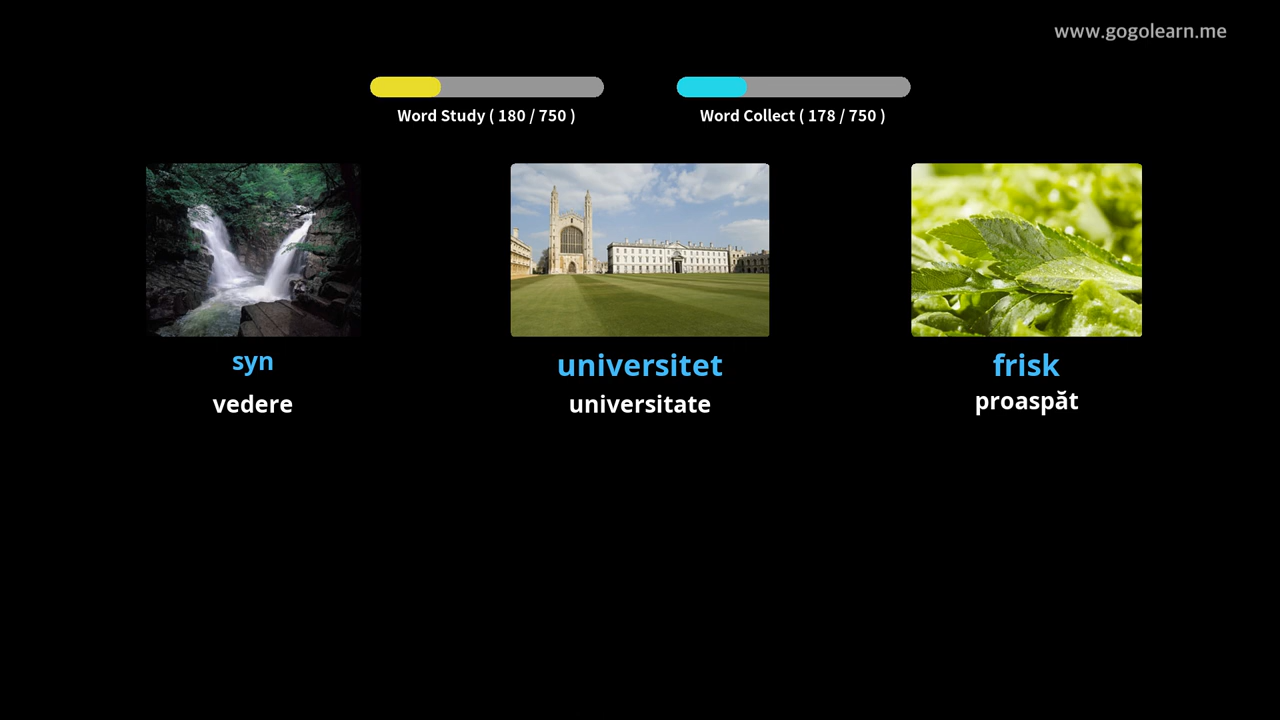 www.gogolearn.me
Word Study ( 180 / 750 )
Word Collect ( 178 / 750 )
syn
universitet
frisk
vedere
universitate
proaspăt